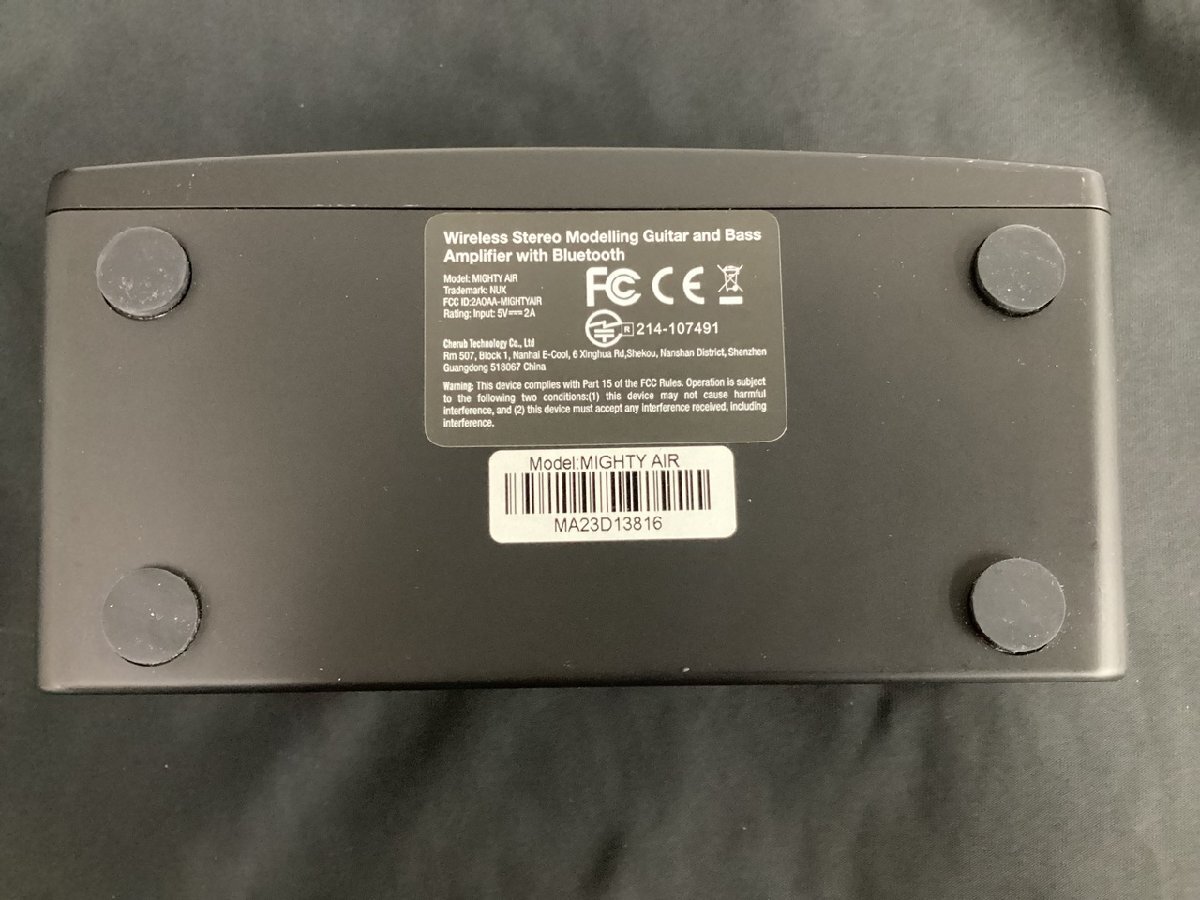 Wireless Stereo Modelling Guitar and Bass
Amplifier with Bluetooth
Model: MIGHTY AIR
Trademark: NUX
FCC ID:2AOAA-MIGHTYAIR
Rating: Input: 5V⎓2A
FC CE
R 214-107491
Cherub Technology Co., Ltd
Rm 507, Block 1, Nanhai E-Cool, 6 Xinghua Rd,Shekou, Nanshan District, Shenzhen
Guangdong 518067 China
Warning: This device complies with Part 15 of the FCC Rules. Operation is subject
to the following two conditions:(1) this device may not cause harmful
interference, and (2) this device must accept any interference received, including
interference.
Model:MIGHTY AIR
MA23D13816